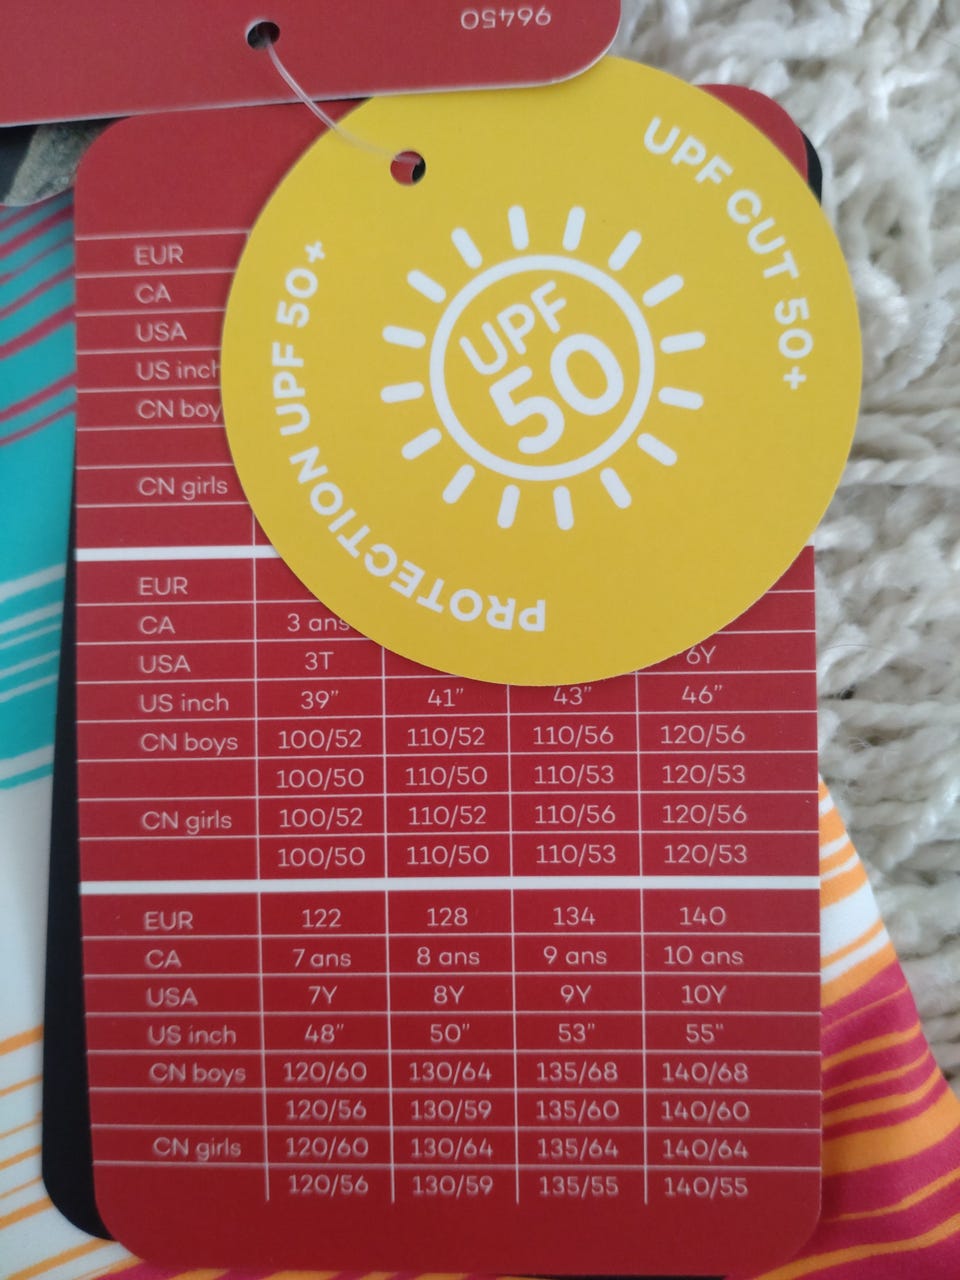 96450
UPF CUT 50+
PROTECTION UPF 50+
UPF
50
EUR
CA
USA
US inch
CN boy
CN girls
EUR
CA 3 ans
USA 3T 6Y
US inch 39" 41" 43" 46"
CN boys 100/52 110/52 110/56 120/56
100/50 110/50 110/53 120/53
CN girls 100/52 110/52 110/56 120/56
100/50 110/50 110/53 120/53
EUR 122 128 134 140
CA 7 ans 8 ans 9 ans 10 ans
USA 7Y 8Y 9Y 10Y
US inch 48" 50" 53" 55"
CN boys 120/60 130/64 135/68 140/68
120/56 130/59 135/60 140/60
CN girls 120/60 130/64 135/64 140/64
120/56 130/59 135/55 140/55